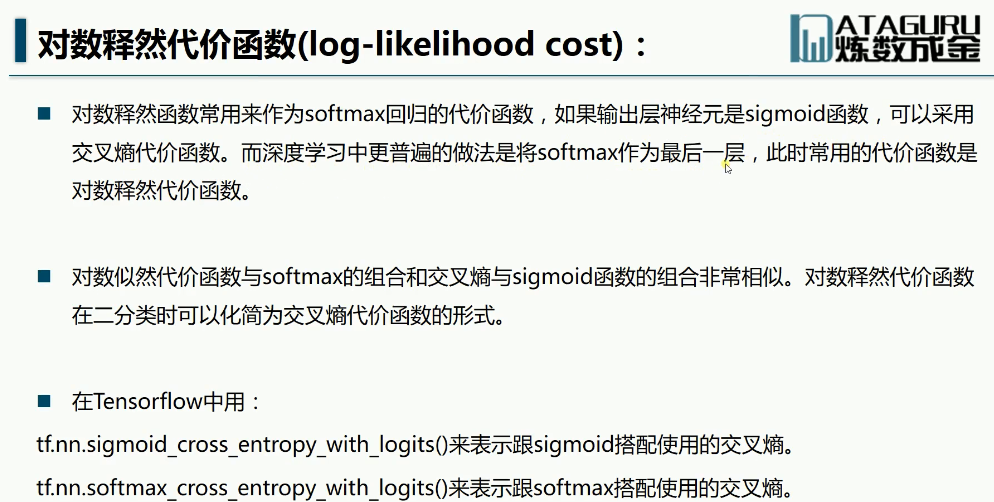 对数释然代价函数(log-likelihood cost)：
ATAGURU
炼数成金
■ 对数释然函数常用来作为softmax回归的代价函数，如果输出层神经元是sigmoid函数，可以采用
交叉熵代价函数。而深度学习中更普遍的做法是将softmax作为最后一层，此时常用的代价函数是
对数释然代价函数。
■ 对数似然代价函数与softmax的组合和交叉熵与sigmoid函数的组合非常相似。对数释然代价函数
在二分类时可以化简为交叉熵代价函数的形式。
■ 在Tensorflow中用：
tf.nn.sigmoid_cross_entropy_with_logits()来表示跟sigmoid搭配使用的交叉熵。
tf.nn.softmax_cross_entropy_with_logits()来表示跟softmax搭配使用的交叉熵。